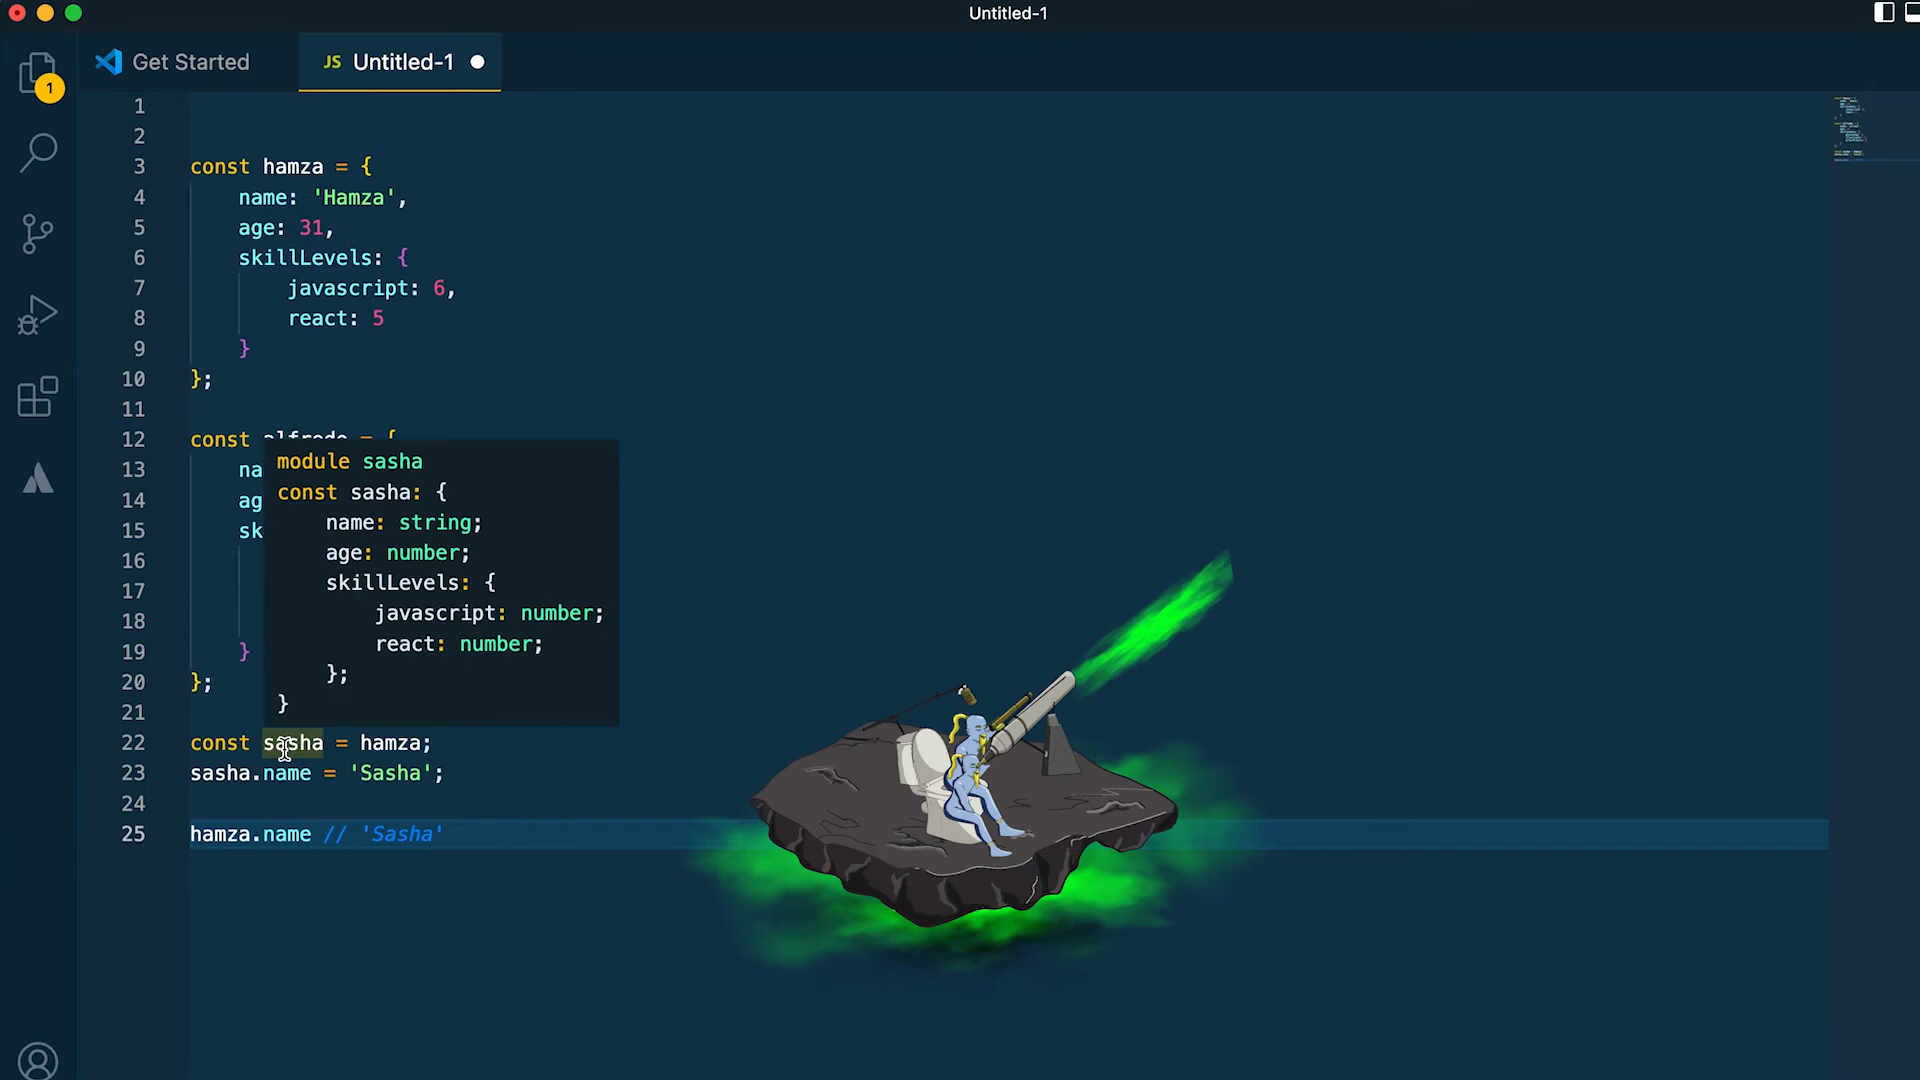 Untitled-1
Get Started
JS Untitled-1
1
1
2
3 const hamza = {
4 name: 'Hamza',
5 age: 31,
6 skillLevels: {
7 javascript: 6,
8 react: 5
9 }
10 };
11
12 const alfredo = {
13 na
14 ag
15 sk
16
17
18
19 }
20 };
21
module sasha
const sasha: {
name: string;
age: number;
skillLevels: {
javascript: number;
react: number;
};
}
22 const sasha = hamza;
23 sasha.name = 'Sasha';
24
25 hamza.name // 'Sasha'